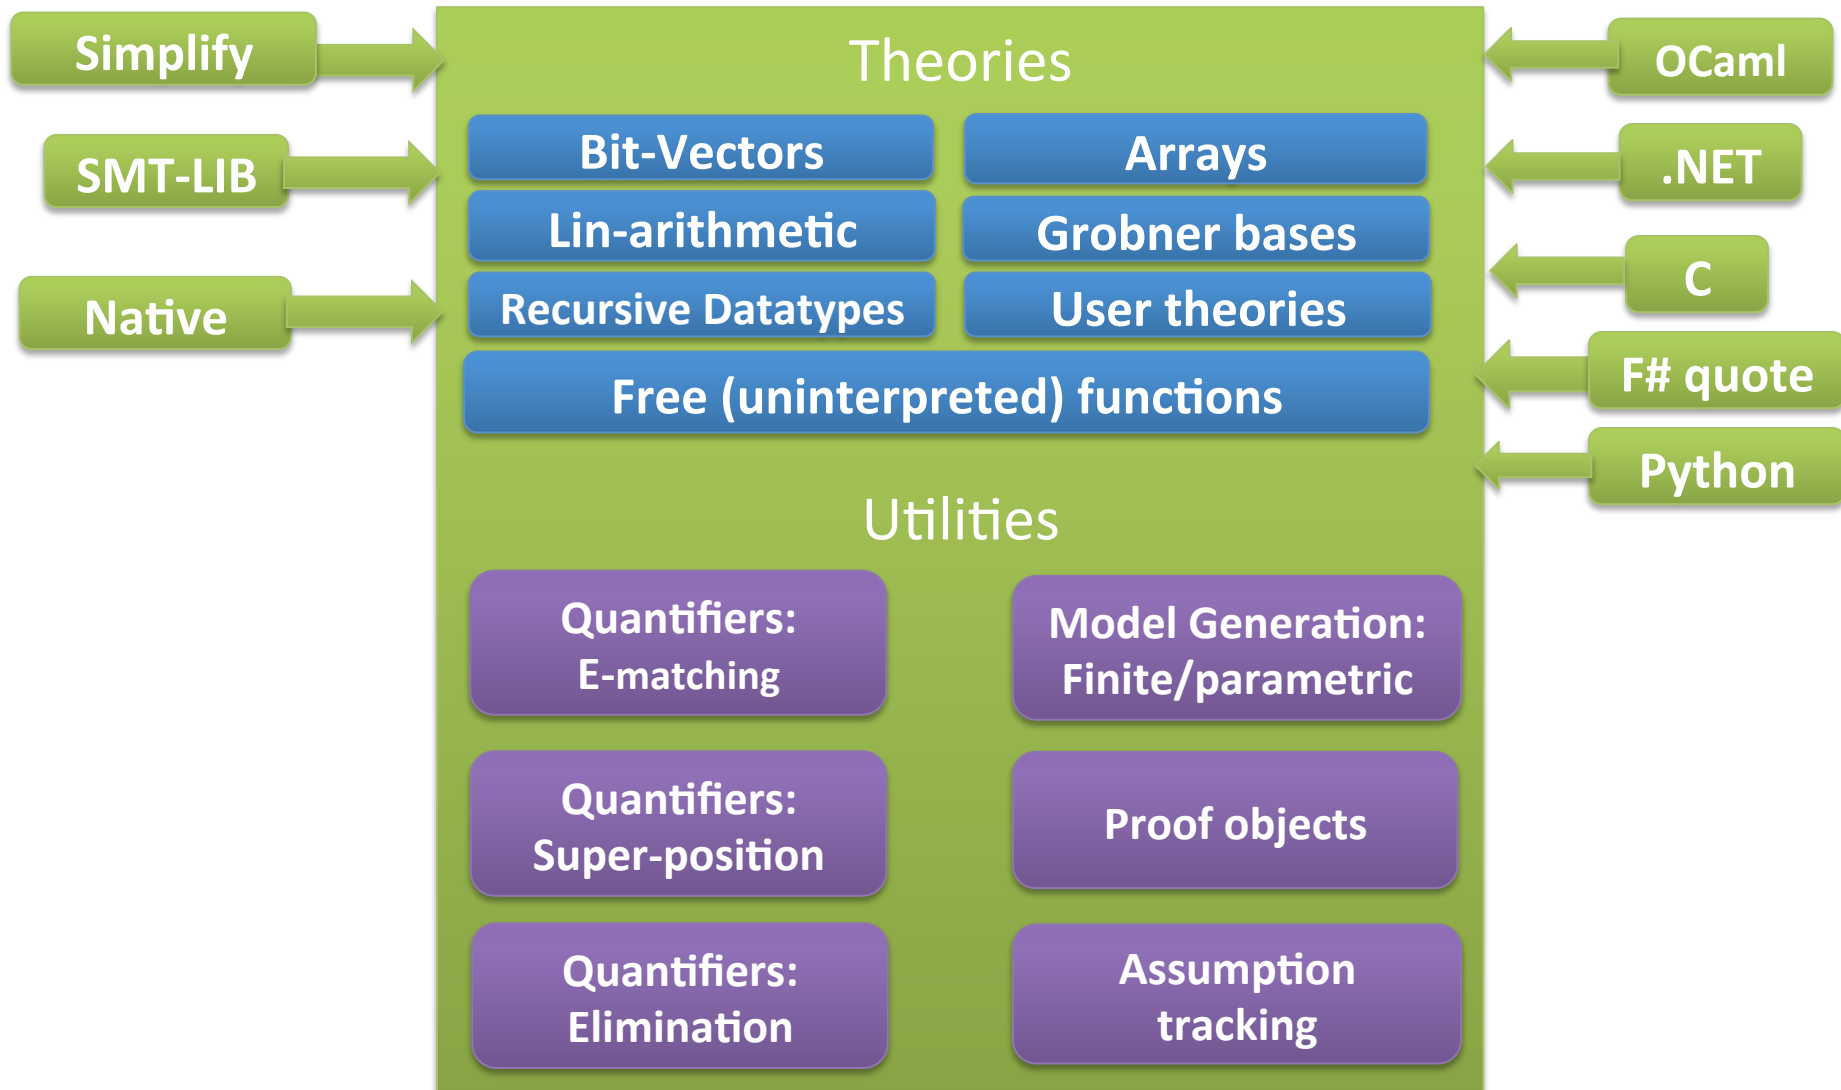 Simplify
SMT-LIB
Native
Theories
Bit-Vectors
Arrays
Lin-arithmetic
Grobner bases
Recursive Datatypes
User theories
Free (uninterpreted) functions
Utilities
Quantifiers:
E-matching
Model Generation:
Finite/parametric
Quantifiers:
Super-position
Proof objects
Quantifiers:
Elimination
Assumption
tracking
OCaml
.NET
C
F# quote
Python